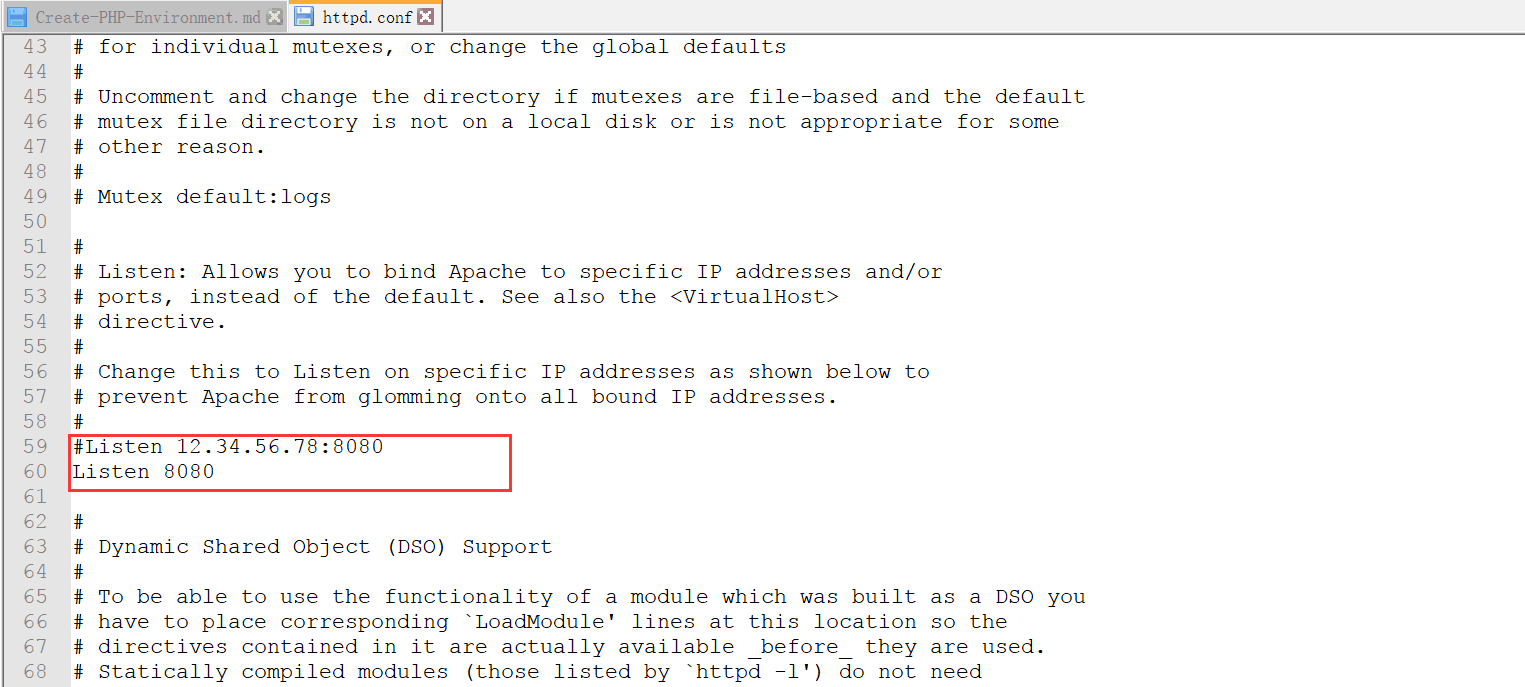 Create-PHP-Environment.md httpd.conf
43 # for individual mutexes, or change the global defaults
44 #
45 # Uncomment and change the directory if mutexes are file-based and the default
46 # mutex file directory is not on a local disk or is not appropriate for some
47 # other reason.
48 #
49 # Mutex default:logs
50
51 #
52 # Listen: Allows you to bind Apache to specific IP addresses and/or
53 # ports, instead of the default. See also the <VirtualHost>
54 # directive.
55 #
56 # Change this to Listen on specific IP addresses as shown below to
57 # prevent Apache from glomming onto all bound IP addresses.
58 #
59 #Listen 12.34.56.78:8080
60 Listen 8080
61
62 #
63 # Dynamic Shared Object (DSO) Support
64 #
65 # To be able to use the functionality of a module which was built as a DSO you
66 # have to place corresponding `LoadModule' lines at this location so the
67 # directives contained in it are actually available _before_ they are used.
68 # Statically compiled modules (those listed by `httpd -l') do not need